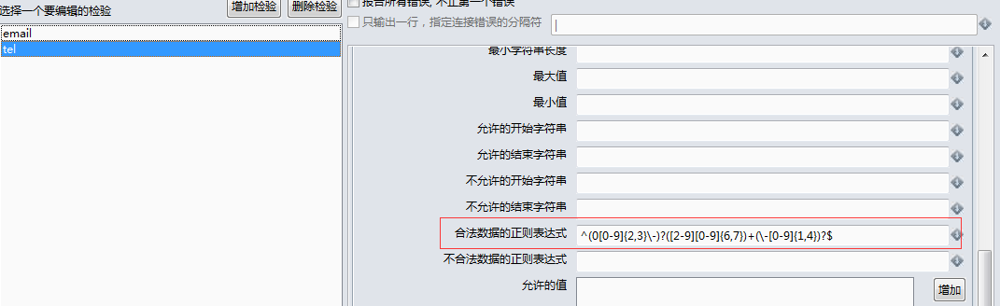 选择一个要编辑的检验
增加检验
删除检验
email
tel
报告所有错误, 不止第一个错误
只输出一行，指定连接错误的分隔符
|
最小字符串长度
最大值
最小值
允许的开始字符串
允许的结束字符串
不允许的开始字符串
不允许的结束字符串
合法数据的正则表达式 ^(0[0-9]{2,3}\-)?([2-9][0-9]{6,7})+(\-[0-9]{1,4})?$
不合法数据的正则表达式
允许的值
增加